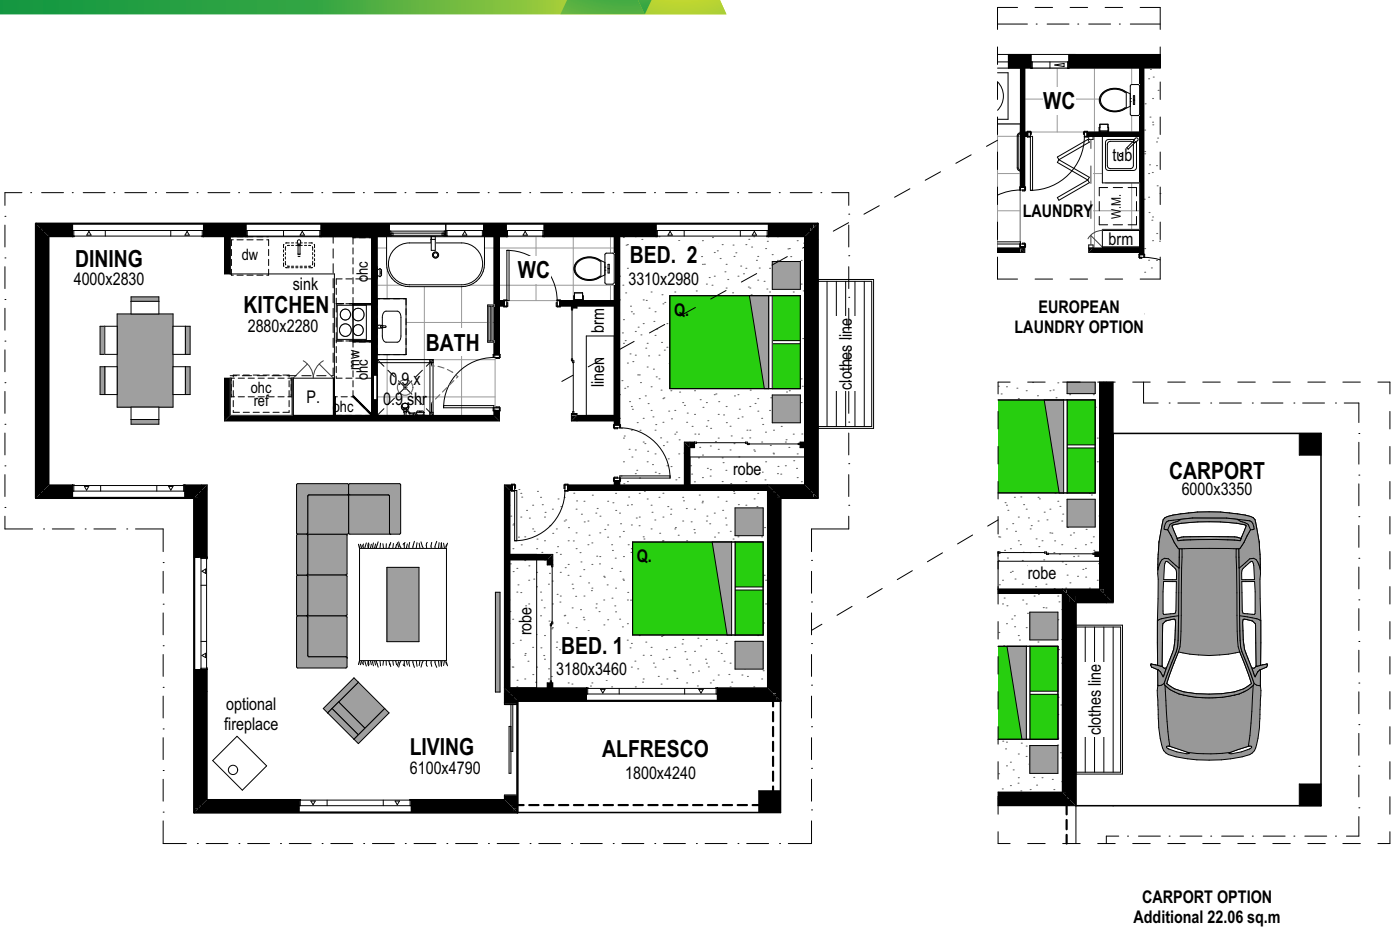 DINING
4000x2830
dw
sink
KITCHEN
2880x2280
ohc
mw
ohc
ohc
ref
P.
ohc
BATH
0.9 x
0.9 shr
WC
brm
linen
BED. 2
3310x2980
Q.
robe
clothes line
Q.
robe
BED. 1
3180x3460
optional
fireplace
LIVING
6100x4790
ALFRESCO
1800x4240
WC
tub
LAUNDRY
W.M.
brm
EUROPEAN
LAUNDRY OPTION
CARPORT
6000x3350
robe
clothes line
CARPORT OPTION
Additional 22.06 sq.m